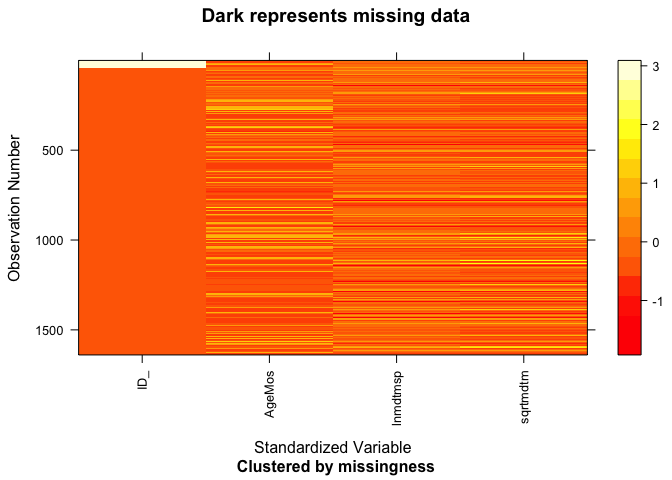 Dark represents missing data
Observation Number
500
1000
1500
3
2
1
0
-1
ID_
AgeMos
lnmdtmsp
sqrtmdtm
Standardized Variable
Clustered by missingness